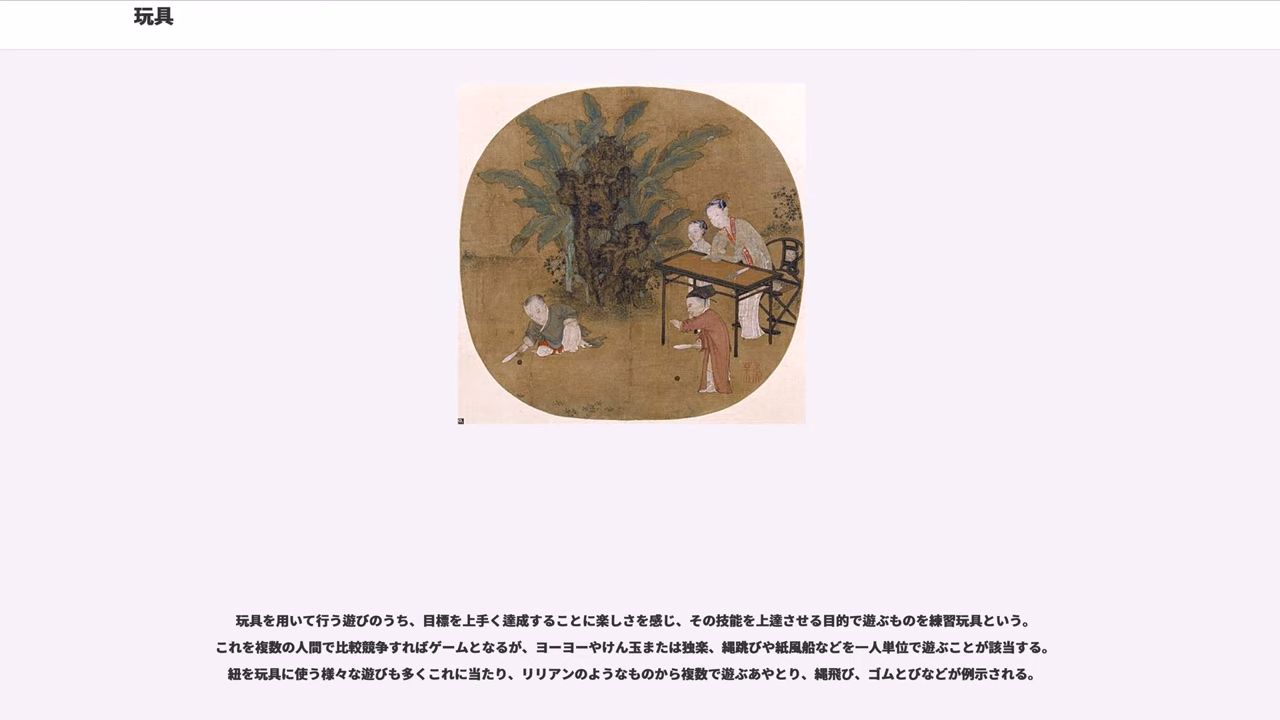 玩具
玩具を用いて行う遊びのうち、目標を上手く達成することに楽しさを感じ、その技能を上達させる目的で遊ぶものを練習玩具という。
これを複数の人間で比較競争すればゲームとなるが、ヨーヨーやけん玉または独楽、縄跳びや紙風船などを一人単位で遊ぶことが該当する。
紐を玩具に使う様々な遊びも多くこれに当たり、リリアンのようなものから複数で遊ぶあやとり、縄飛び、ゴムとびなどが例示される。